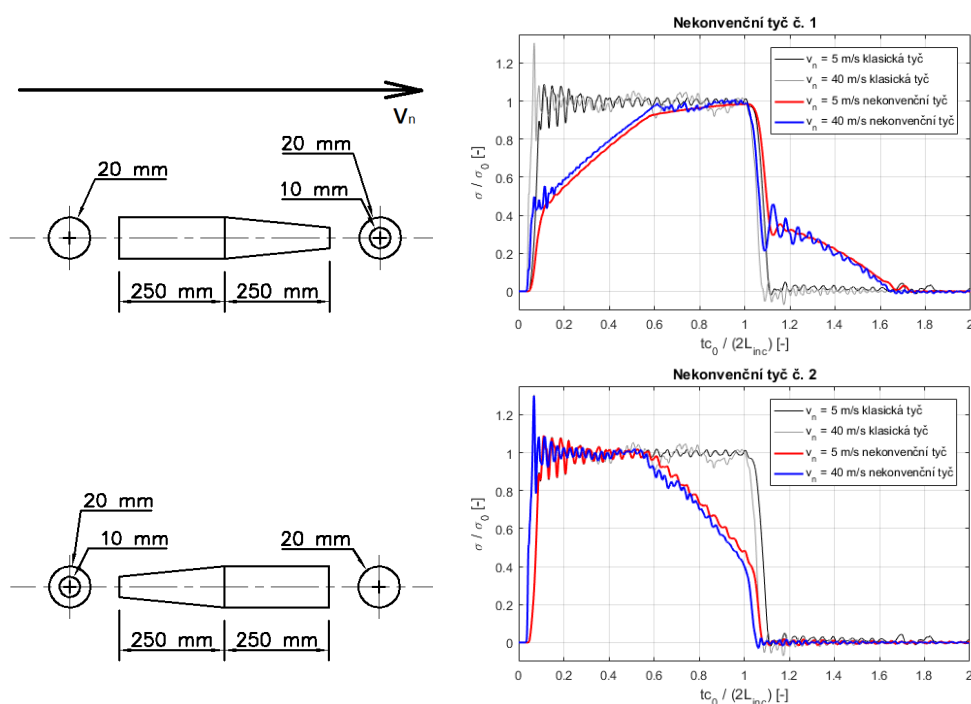 vn
20 mm
20 mm
10 mm
250 mm
250 mm
Nekonvenční tyč č. 1
σ / σ0 [-]
1.2
1
0.8
0.6
0.4
0.2
0
0
0.2
0.4
0.6
0.8
1
1.2
1.4
1.6
1.8
2
tc0 / (2Linc) [-]
vn = 5 m/s klasická tyč
vn = 40 m/s klasická tyč
vn = 5 m/s nekonvenční tyč
vn = 40 m/s nekonvenční tyč
20 mm
10 mm
20 mm
250 mm
250 mm
Nekonvenční tyč č. 2
σ / σ0 [-]
1.2
1
0.8
0.6
0.4
0.2
0
0
0.2
0.4
0.6
0.8
1
1.2
1.4
1.6
1.8
2
tc0 / (2Linc) [-]
vn = 5 m/s klasická tyč
vn = 40 m/s klasická tyč
vn = 5 m/s nekonvenční tyč
vn = 40 m/s nekonvenční tyč